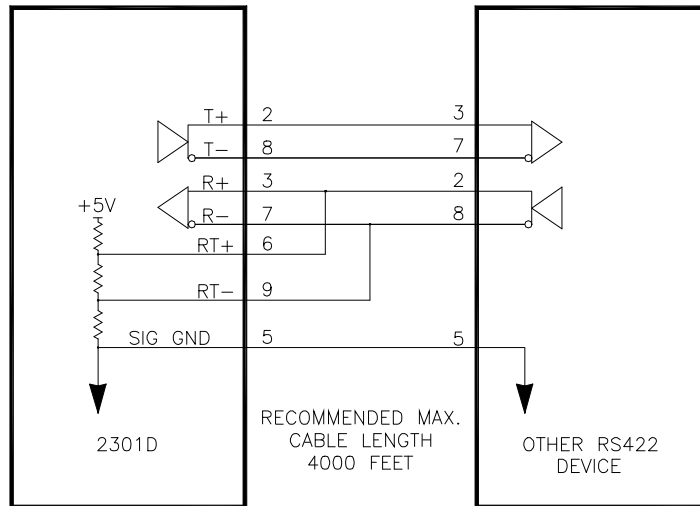 T+ 2 3
T- 8 7
R+ 3 2
+5V
R- 7 8
RT+ 6
RT- 9
SIG GND 5 5
RECOMMENDED MAX.
CABLE LENGTH
4000 FEET
2301D
OTHER RS422
DEVICE